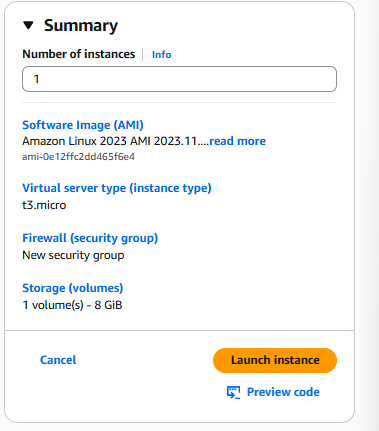 Summary
Number of instances Info
1
Software Image (AMI)
Amazon Linux 2023 AMI 2023.11....read more
ami-0e12ffc2dd465f6e4
Virtual server type (instance type)
t3.micro
Firewall (security group)
New security group
Storage (volumes)
1 volume(s) - 8 GiB
Cancel
Launch instance
Preview code